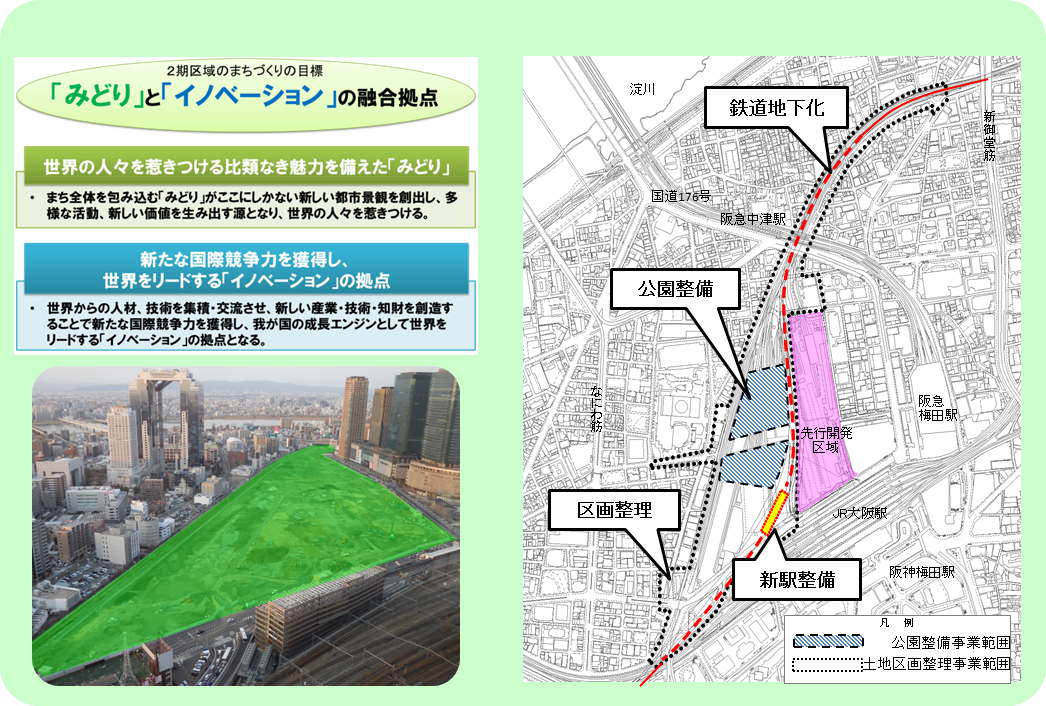 2期区域のまちづくりの目標
「みどり」と「イノベーション」の融合拠点
世界の人々を惹きつける比類なき魅力を備えた「みどり」
・ まち全体を包み込む「みどり」がここにしかない新しい都市景観を創出し、多
様な活動、新しい価値を生み出す源となり、世界の人々を惹きつける。
新たな国際競争力を獲得し、
世界をリードする「イノベーション」の拠点
・ 世界からの人材、技術を集積・交流させ、新しい産業・技術・知財を創造す
ることで新たな国際競争力を獲得し、我が国の成長エンジンとして世界を
リードする「イノベーション」の拠点となる。
淀川
鉄道地下化
新御堂筋
国道176号
阪急中津駅
公園整備
なにわ筋
阪急
梅田駅
先行開発
区域
区画整理
JR大阪駅
新駅整備
阪神梅田駅
凡 例
公園整備事業範囲
土地区画整理事業範囲